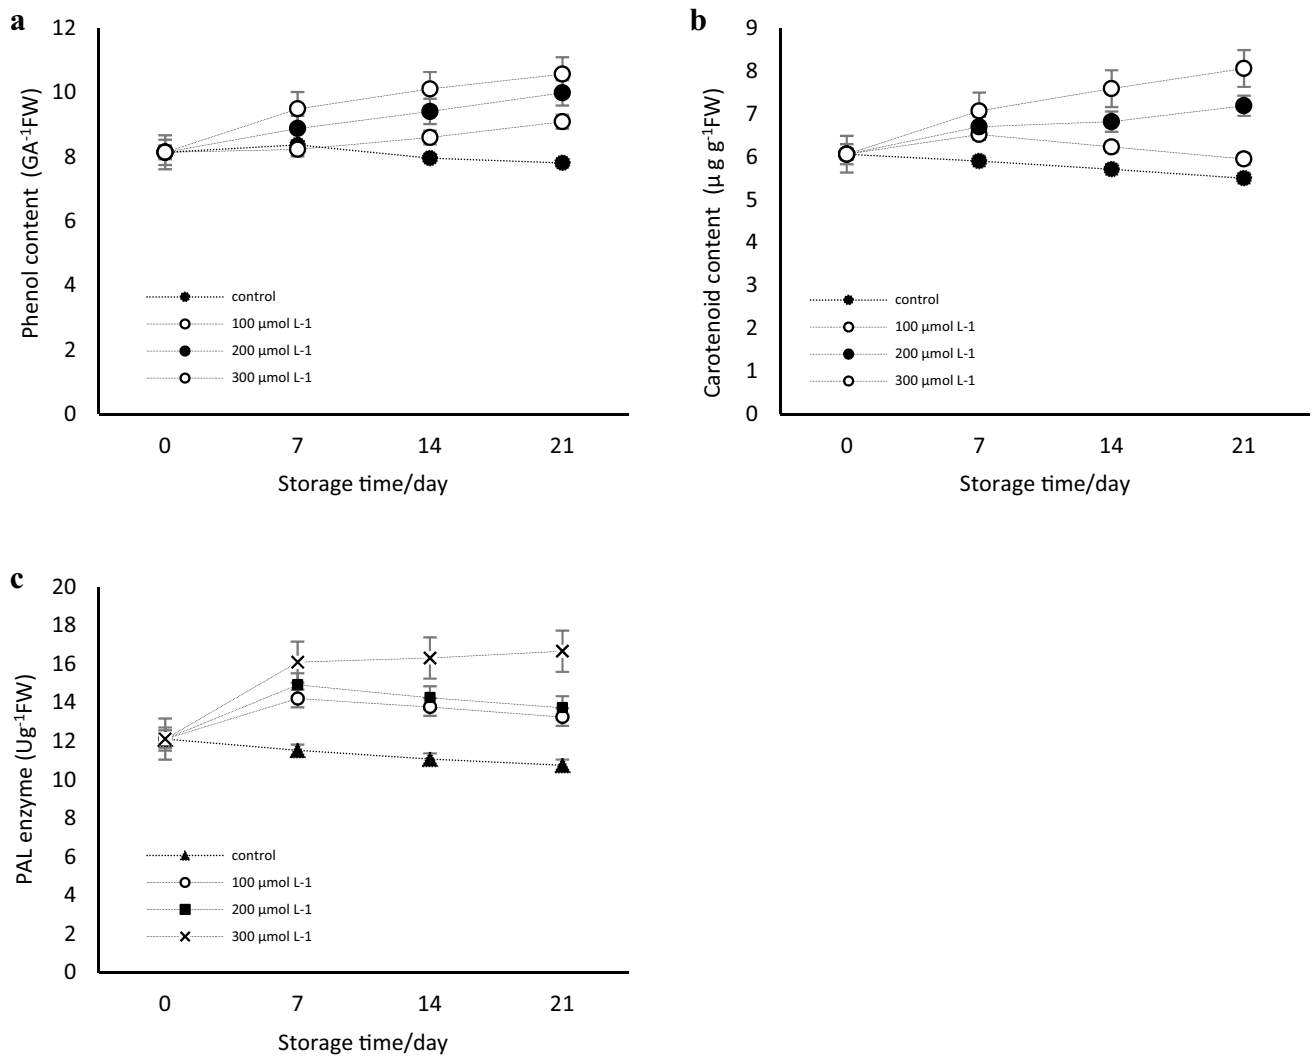 a
12
10
8
6
4
2
0
Phenol content (GA⁻¹FW)
control
100 µmol L-1
200 µmol L-1
300 µmol L-1
0 7 14 21
Storage time/day
b
9
8
7
6
5
4
3
2
1
0
Carotenoid content (µ g g⁻¹FW)
control
100 µmol L-1
200 µmol L-1
300 µmol L-1
0 7 14 21
Storage time/day
c
20
18
16
14
12
10
8
6
4
2
0
PAL enzyme (Ug⁻¹FW)
control
100 µmol L-1
200 µmol L-1
300 µmol L-1
0 7 14 21
Storage time/day